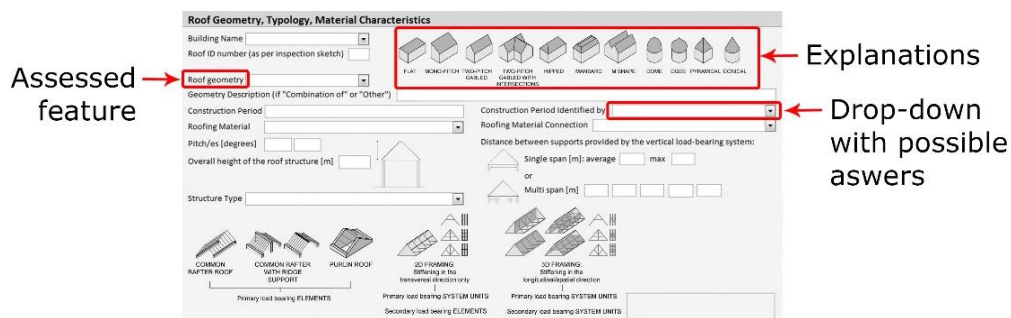 Roof Geometry, Typology, Material Characteristics
Building Name
Roof ID number (as per inspection sketch)
FLAT MONO-PITCH TWO-PITCH GABLED TWO-PITCH GABLED WITH INTERSECTIONS HIPPED MANSARD M SHAPE DOME OGEE PYRAMIDAL CONICAL
Explanations
Assessed feature
Roof geometry
Geometry Description (if "Combination of" or "Other")
Construction Period
Construction Period Identified by
Drop-down with possible aswers
Roofing Material
Roofing Material Connection
Pitch/es [degrees]
Distance between supports provided by the vertical load-bearing system:
Overall height of the roof structure [m]
Single span [m]: average max
or
Multi span [m]
Structure Type
COMMON RAFTER ROOF
COMMON RAFTER WITH RIDGE SUPPORT
PURLIN ROOF
Primary load bearing ELEMENTS
2D FRAMING:
Stiffening in the
transversal direction only
Primary load bearing SYSTEM UNITS
Secondary load bearing ELEMENTS
3D FRAMING:
Stiffening in the
longitudinal/spatial direction
Primary load bearing SYSTEM UNITS
Secondary load bearing SYSTEM UNITS